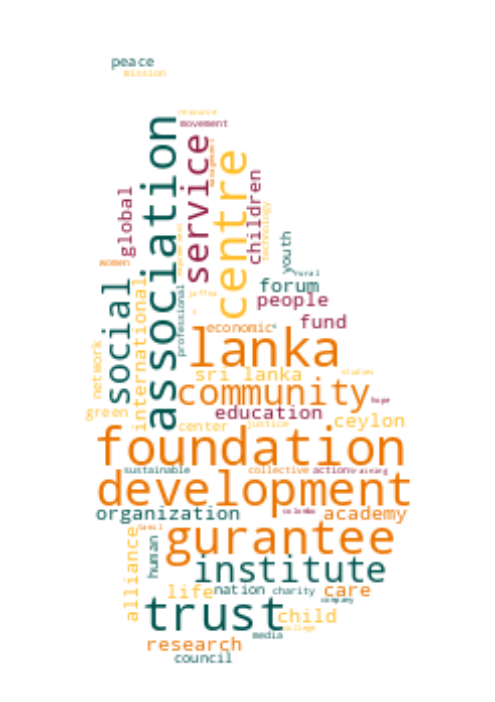 peace
mission
resource
movement
association
service
centre
children
global
women
technology
youth
rural
jaffna
professional
forum
people
social
international
economic
fund
network
lanka
sri lanka
studies
community
hope
green
education
center
justice
ceylon
foundation
sustainable
collective
action
training
development
organization
colombo
academy
tamil
gurantee
alliance
human
institute
life
nation
charity
care
company
trust
child
college
media
research
council